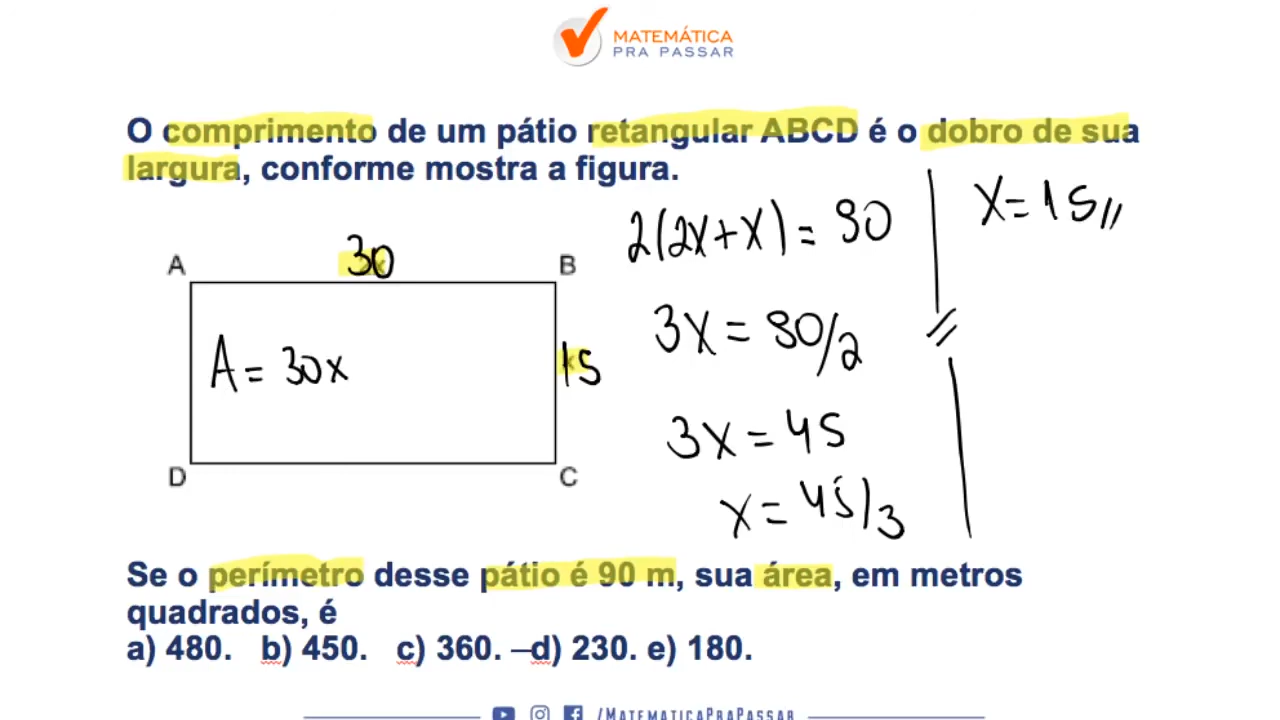 MATEMÁTICA
PRA PASSAR
O comprimento de um pátio retangular ABCD é o dobro de sua
largura, conforme mostra a figura.
A
30
B
A = 30x
15
D
C
2(2x+x) = 90
3x = 90/2
3x = 45
x = 45/3
x = 15//
Se o perímetro desse pátio é 90 m, sua área, em metros
quadrados, é
a) 480. b) 450. c) 360. –d) 230. e) 180.
/MATEMATICAPRAPASSAR